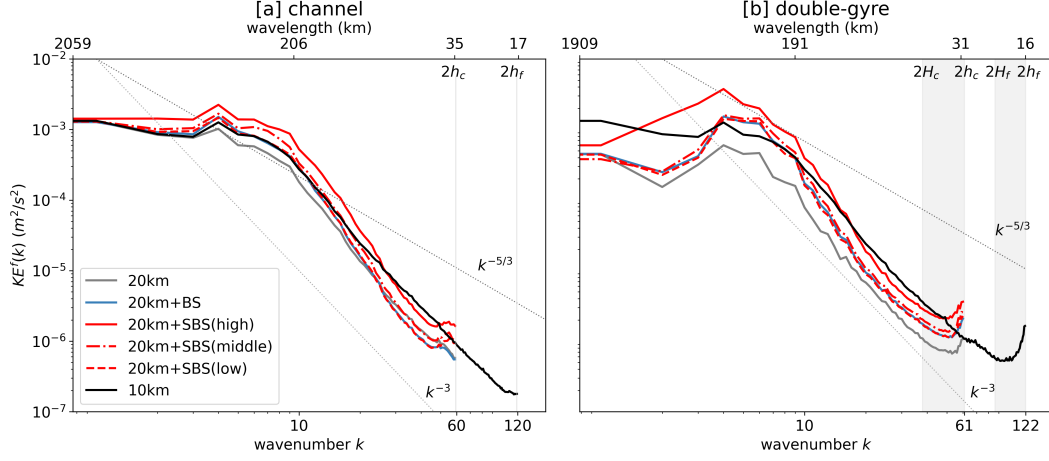 [a] channel
wavelength (km)
2059 206 35 17
10⁻²
10⁻³
10⁻⁴
10⁻⁵
10⁻⁶
10⁻⁷
KEᶠ(k) (m²/s²)
2h_c 2h_f
k⁻⁵/³
k⁻³
20km
20km+BS
20km+SBS(high)
20km+SBS(middle)
20km+SBS(low)
10km
10 60 120
wavenumber k
[b] double-gyre
wavelength (km)
1909 191 31 16
2H_c 2h_c 2H_f 2h_f
k⁻⁵/³
k⁻³
10 61 122
wavenumber k